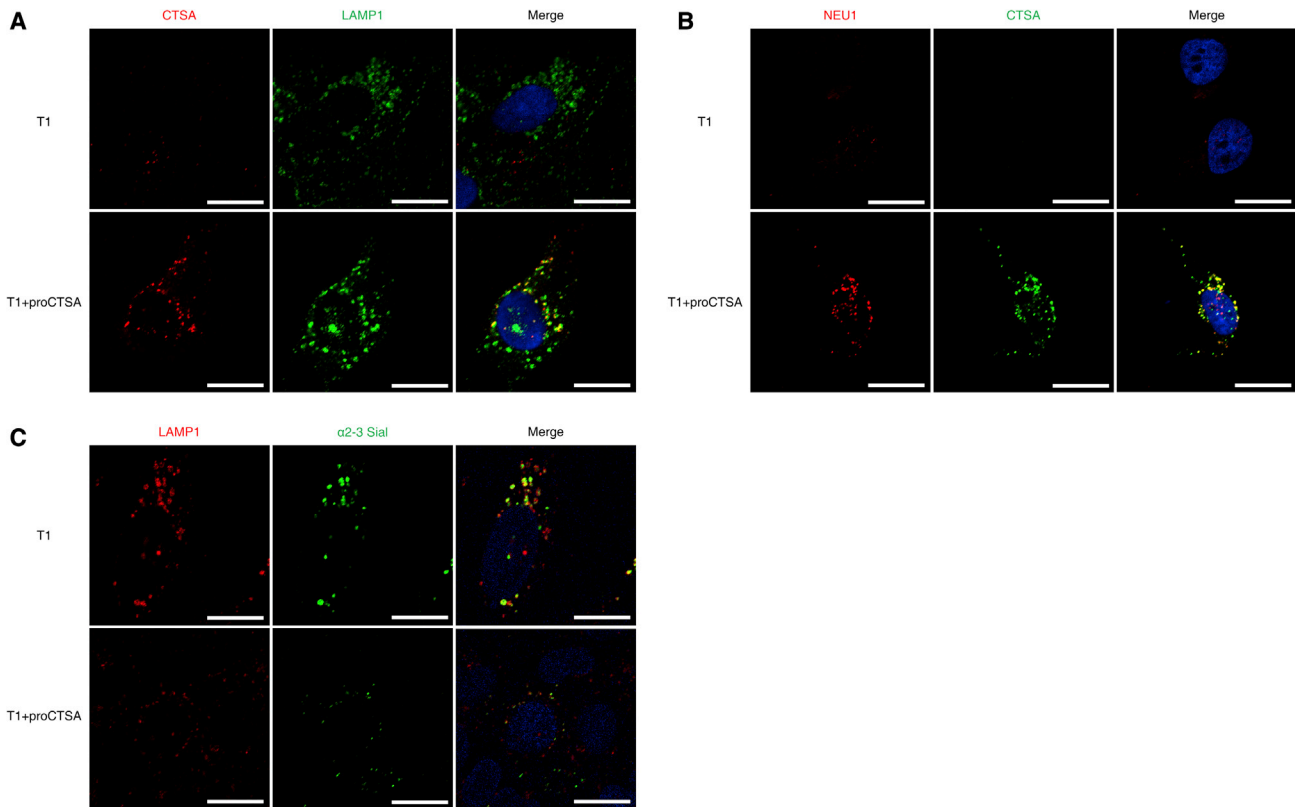 A
CTSA LAMP1 Merge
T1
T1+proCTSA
B
NEU1 CTSA Merge
T1
T1+proCTSA
C
LAMP1 α2-3 Sial Merge
T1
T1+proCTSA